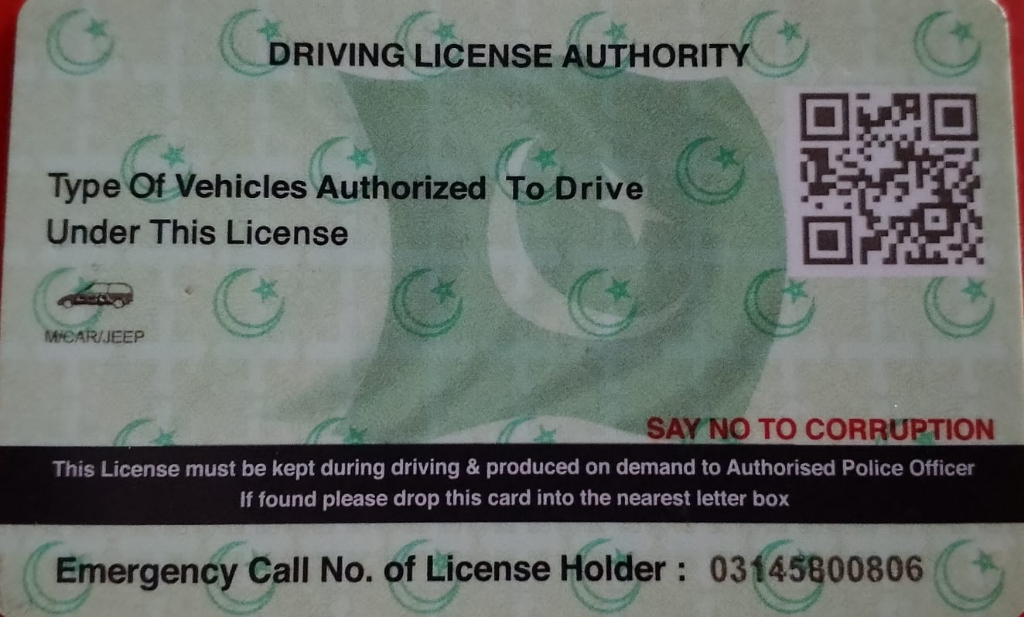 DRIVING LICENSE AUTHORITY
Type Of Vehicles Authorized To Drive
Under This License
M/CAR/JEEP
SAY NO TO CORRUPTION
This License must be kept during driving & produced on demand to Authorised Police Officer
If found please drop this card into the nearest letter box
Emergency Call No. of License Holder : 03145800806